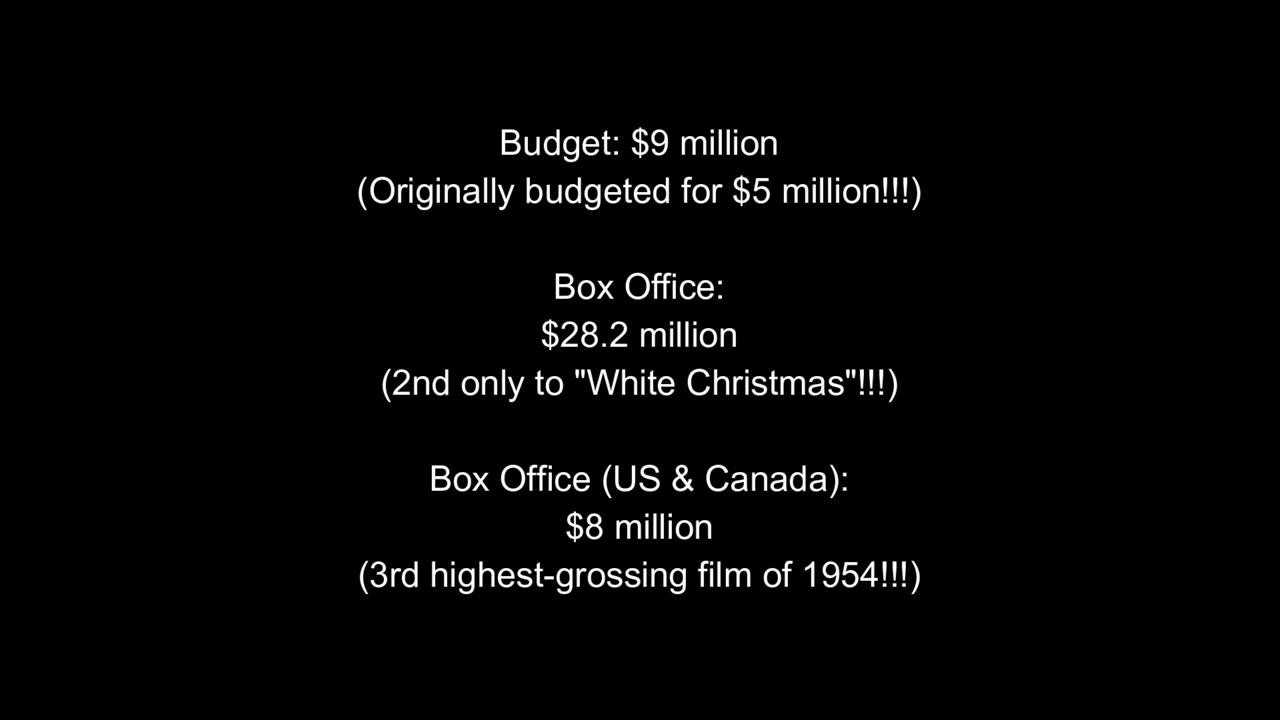 Budget: $9 million
(Originally budgeted for $5 million!!!)
Box Office:
$28.2 million
(2nd only to "White Christmas"!!!)
Box Office (US & Canada):
$8 million
(3rd highest-grossing film of 1954!!!)